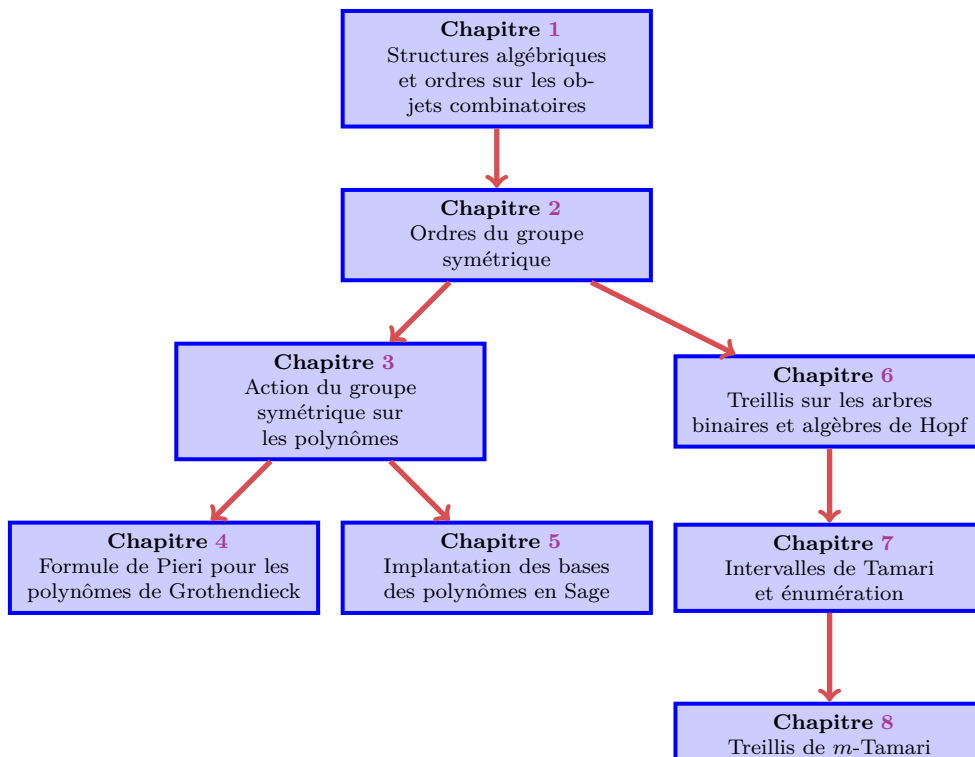 Chapitre 1
Structures algébriques
et ordres sur les ob-
jets combinatoires
Chapitre 2
Ordres du groupe
symétrique
Chapitre 3
Action du groupe
symétrique sur
les polynômes
Chapitre 6
Treillis sur les arbres
binaires et algèbres de Hopf
Chapitre 4
Formule de Pieri pour les
polynômes de Grothendieck
Chapitre 5
Implantation des bases
des polynômes en Sage
Chapitre 7
Intervalles de Tamari
et énumération
Chapitre 8
Treillis de m-Tamari